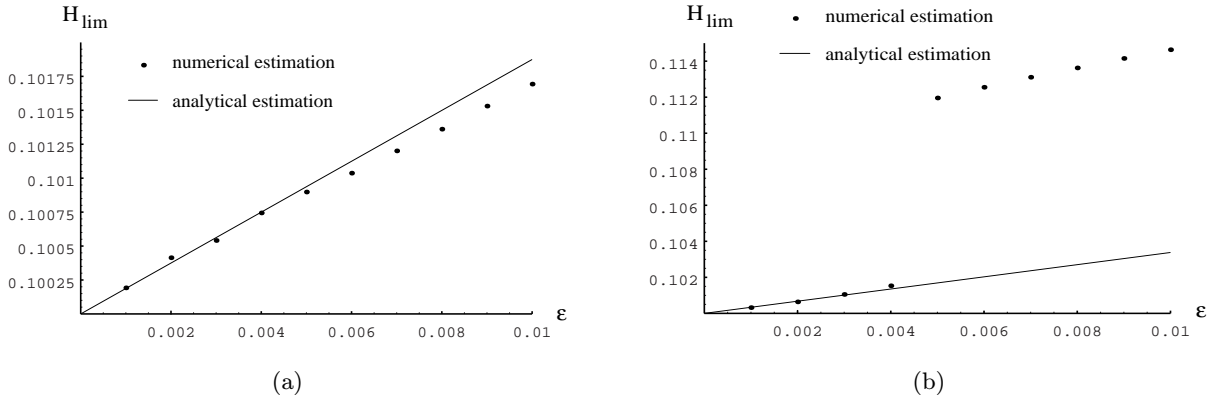 H_lim
numerical estimation
analytical estimation
0.10175
0.1015
0.10125
0.101
0.10075
0.1005
0.10025
0.002
0.004
0.006
0.008
0.01
ε
(a)
H_lim
numerical estimation
analytical estimation
0.114
0.112
0.11
0.108
0.106
0.104
0.102
0.002
0.004
0.006
0.008
0.01
ε
(b)